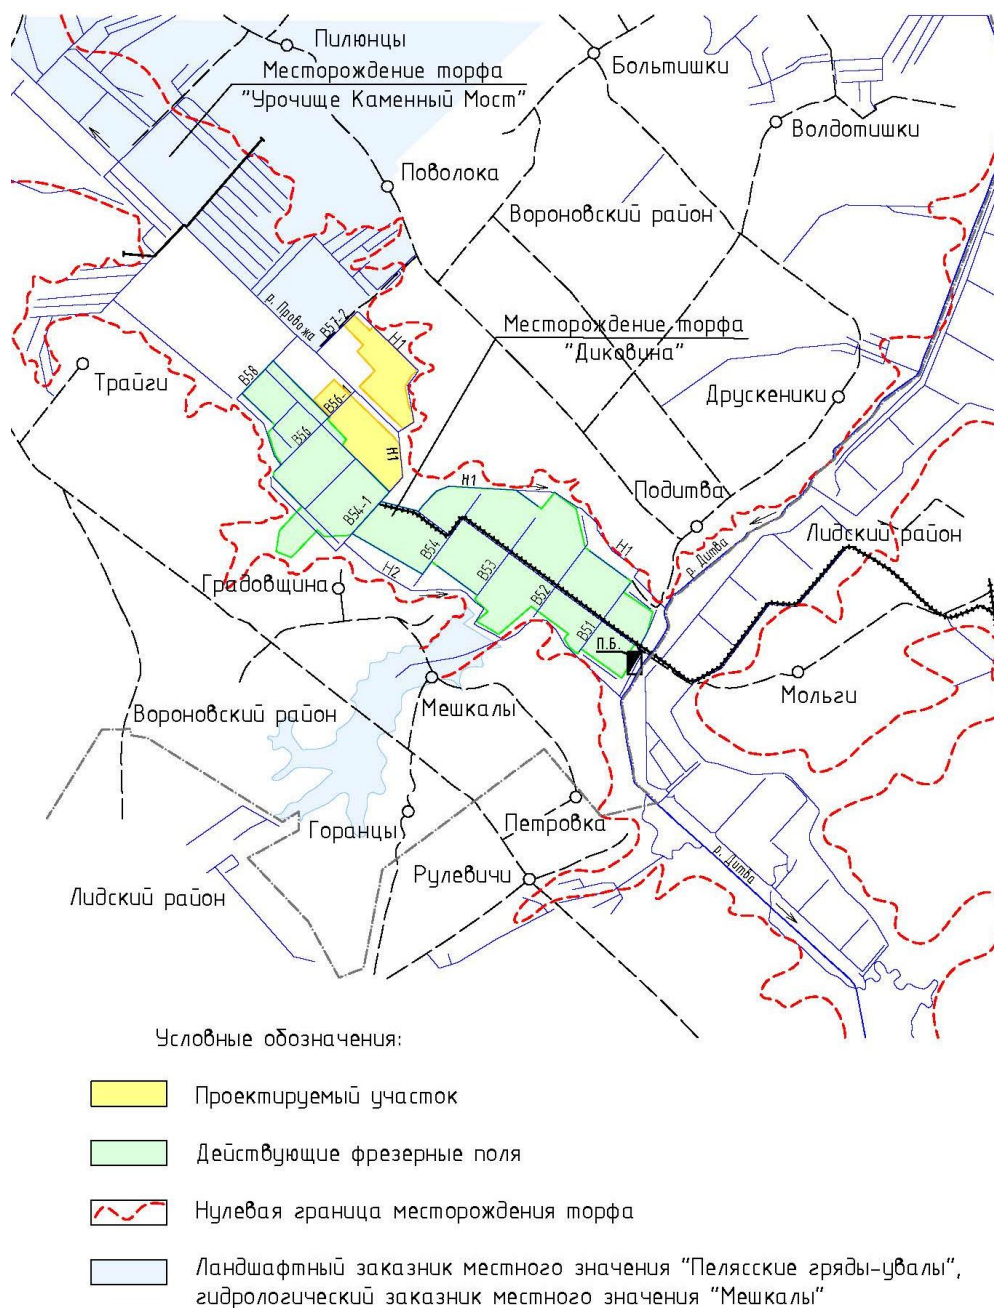 Пилюнцы
Больтишки
Месторождение торфа
"Урочище Каменный Мост"
Волдотишки
Поволока
Вороновский район
р. Провожа
В57-2
Н1
Месторождение торфа
"Диковина"
Трайги
В58
В56-1
Друскеники
В56
Н1
Н1
Подитва
В54-1
Лидский район
В54
Н1
р. Дитва
Н2
В53
Градовщина
В52
В51
П.Б.
Мольги
Мешкалы
Вороновский район
Горанцы
Петровка
р. Дитва
Рулевичи
Лидский район
Условные обозначения:
Проектируемый участок
Действующие фрезерные поля
Нулевая граница месторождения торфа
Ландшафтный заказник местного значения "Пелясские гряды-увалы",
гидрологический заказник местного значения "Мешкалы"